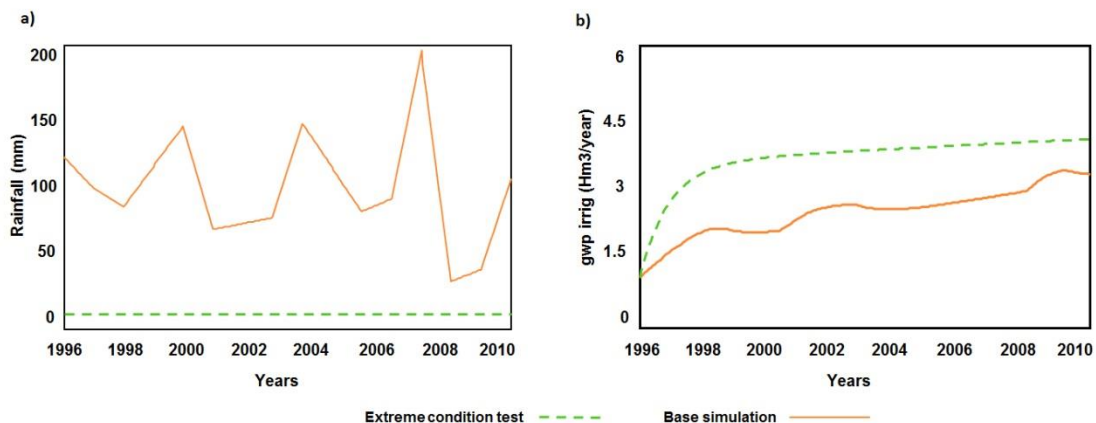 a)
Rainfall (mm)
200
150
100
50
0
1996 1998 2000 2002 2004 2006 2008 2010
Years
b)
gwp irrig (Hm3/year)
6
4.5
3
1.5
0
1996 1998 2000 2002 2004 2006 2008 2010
Years
Extreme condition test Base simulation